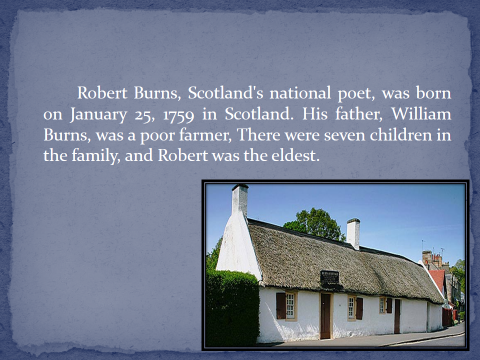 Robert Burns, Scotland's national poet, was born
on January 25, 1759 in Scotland. His father, William
Burns, was a poor farmer, There were seven children in
the family, and Robert was the eldest.